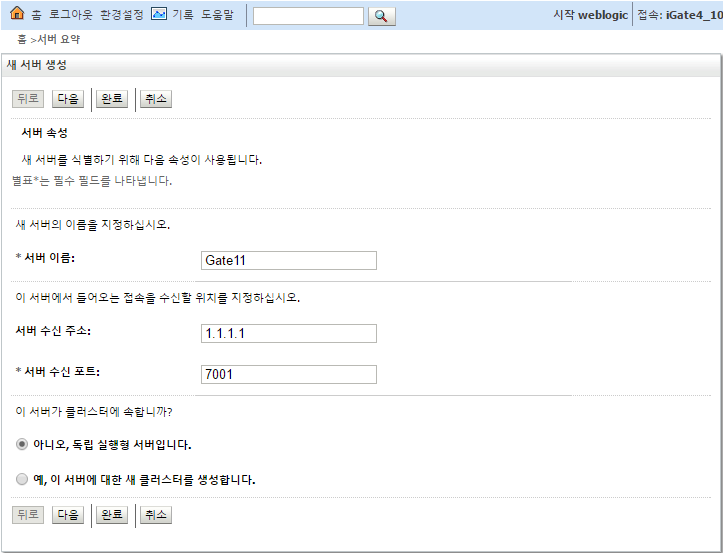 홈 로그아웃 환경설정 기록 도움말 시작 weblogic 접속: iGate4_10
홈 >서버 요약
새 서버 생성
뒤로 다음 완료 취소
서버 속성
새 서버를 식별하기 위해 다음 속성이 사용됩니다.
별표*는 필수 필드를 나타냅니다.
새 서버의 이름을 지정하십시오.
* 서버 이름: Gate11
이 서버에서 들어오는 접속을 수신할 위치를 지정하십시오.
서버 수신 주소: 1.1.1.1
* 서버 수신 포트: 7001
이 서버가 클러스터에 속합니까?
아니오, 독립 실행형 서버입니다.
예, 이 서버에 대한 새 클러스터를 생성합니다.
뒤로 다음 완료 취소